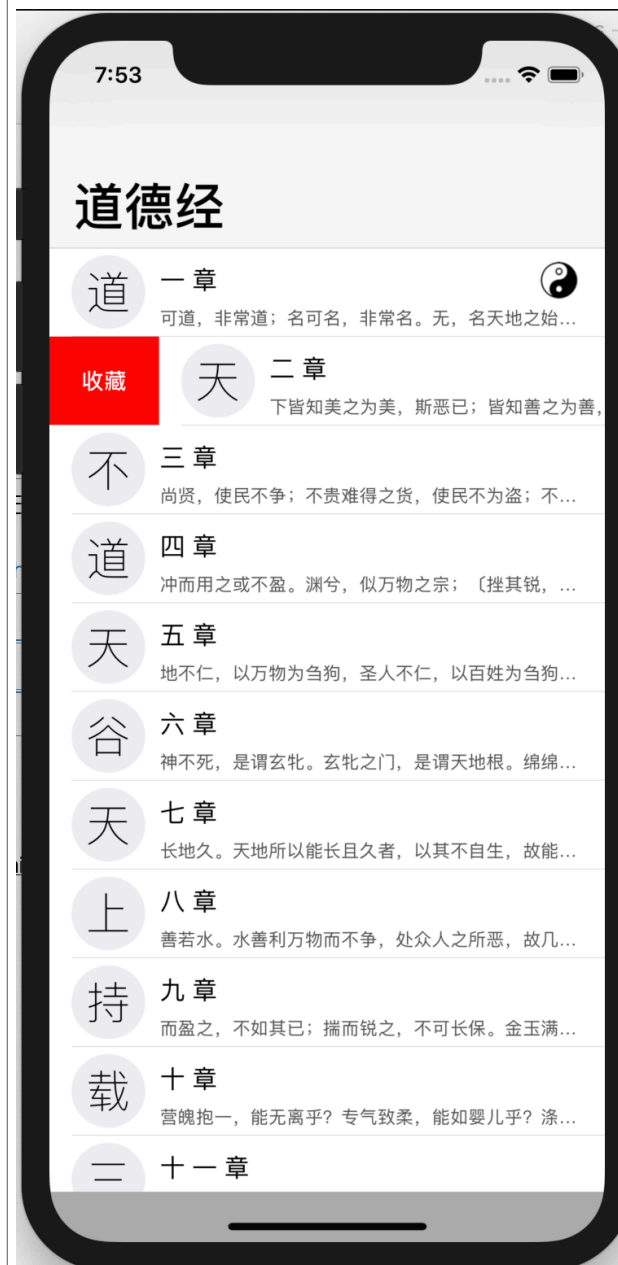 7:53
道德经
道
一 章
可道，非常道；名可名，非常名。无，名天地之始...
收藏
天
二 章
下皆知美之为美，斯恶已；皆知善之为善，
不
三 章
尚贤，使民不争；不贵难得之货，使民不为盗；不...
道
四 章
冲而用之或不盈。渊兮，似万物之宗；〔挫其锐，...
天
五 章
地不仁，以万物为刍狗，圣人不仁，以百姓为刍狗...
谷
六 章
神不死，是谓玄牝。玄牝之门，是谓天地根。绵绵...
天
七 章
长地久。天地所以能长且久者，以其不自生，故能...
上
八 章
善若水。水善利万物而不争，处众人之所恶，故几...
持
九 章
而盈之，不如其已；揣而锐之，不可长保。金玉满...
载
十 章
营魄抱一，能无离乎？专气致柔，能如婴儿乎？涤...
十 一 章